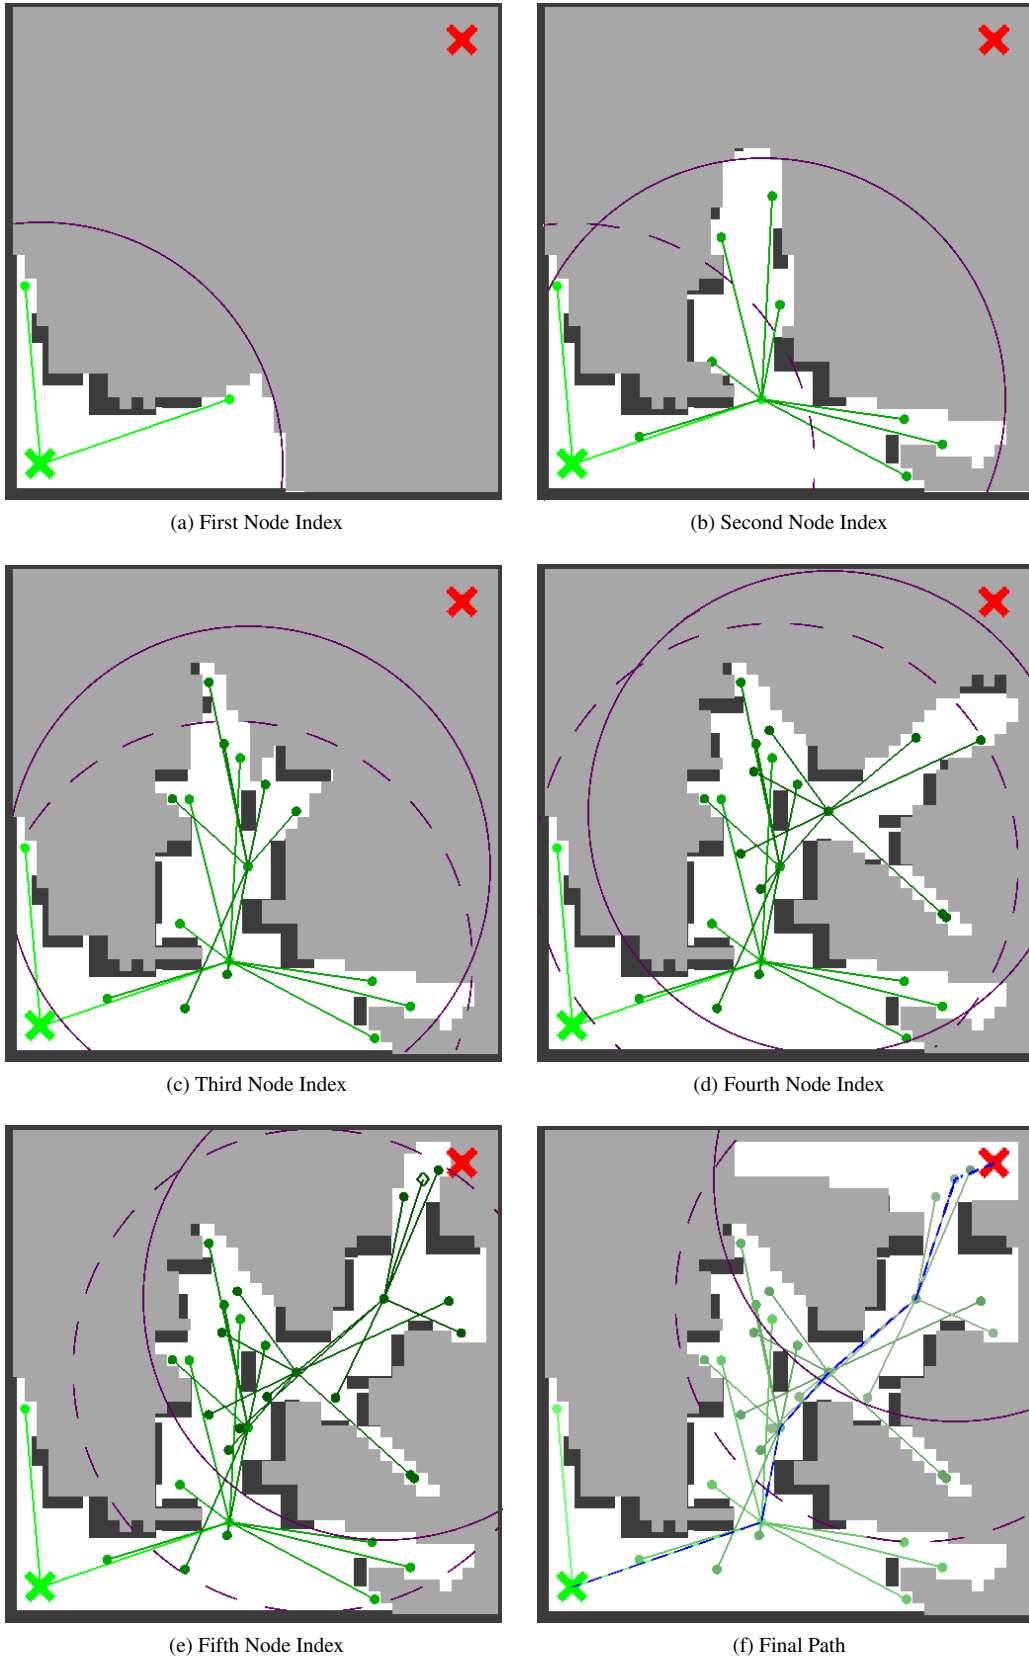 (a) First Node Index
(b) Second Node Index
(c) Third Node Index
(d) Fourth Node Index
(e) Fifth Node Index
(f) Final Path